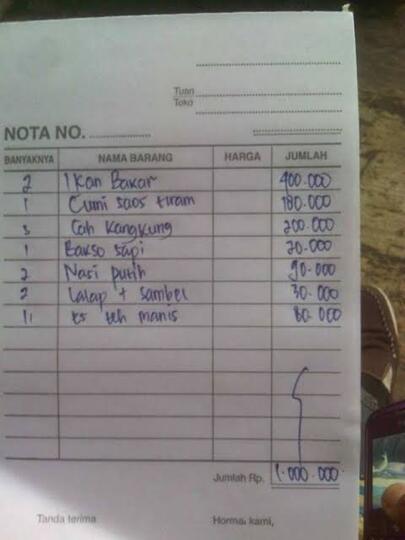 Tuan
Toko
NOTA NO.
BANYAKNYA NAMA BARANG HARGA JUMLAH
2 Ikan Bakar 400.000
1 Cumi saos tiram 180.000
3 Cah Kangkung 200.000
1 Bakso sapi 20.000
2 Nasi putih 90.000
2 Lalap + sambel 30.000
11 es teh manis 80.000
Jumlah Rp. 1.000.000
Tanda terima Hormat kami,